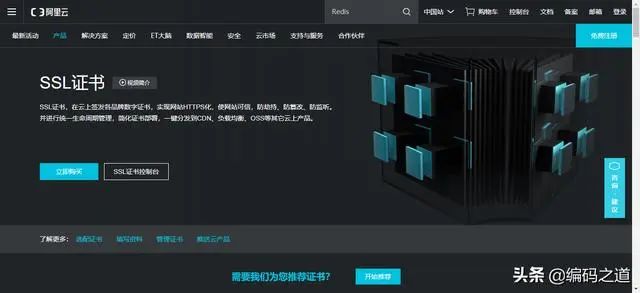 阿里云
Redis
中国站
购物车
控制台
文档
备案
邮箱
登录
最新活动
产品
解决方案
定价
ET大脑
数据智能
安全
云市场
支持与服务
合作伙伴
免费注册
SSL证书
视频简介
SSL证书，在云上签发各品牌数字证书，实现网站HTTPS化，使网站可信，防劫持、防篡改、防监听。
并进行统一生命周期管理，简化证书部署，一键分发到CDN、负载均衡、OSS等其它云上产品。
立即购买
SSL证书控制台
咨询·建议
了解更多：
选配证书
填写资料
管理证书
推送云产品
需要我们为您推荐证书？
开始推荐
头条 @编码之道